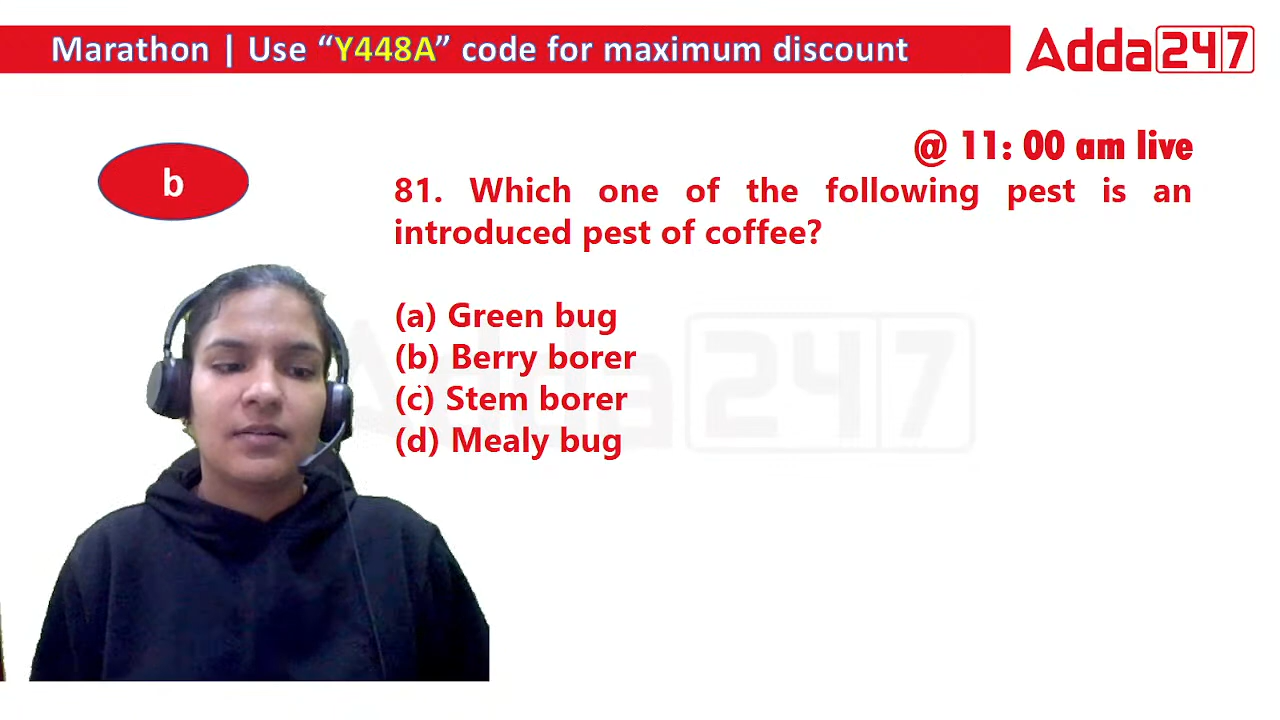 Marathon | Use “Y448A” code for maximum discount
Adda247
@ 11: 00 am live
b
81. Which one of the following pest is an
introduced pest of coffee?
(a) Green bug
(b) Berry borer
(c) Stem borer
(d) Mealy bug
Adda247